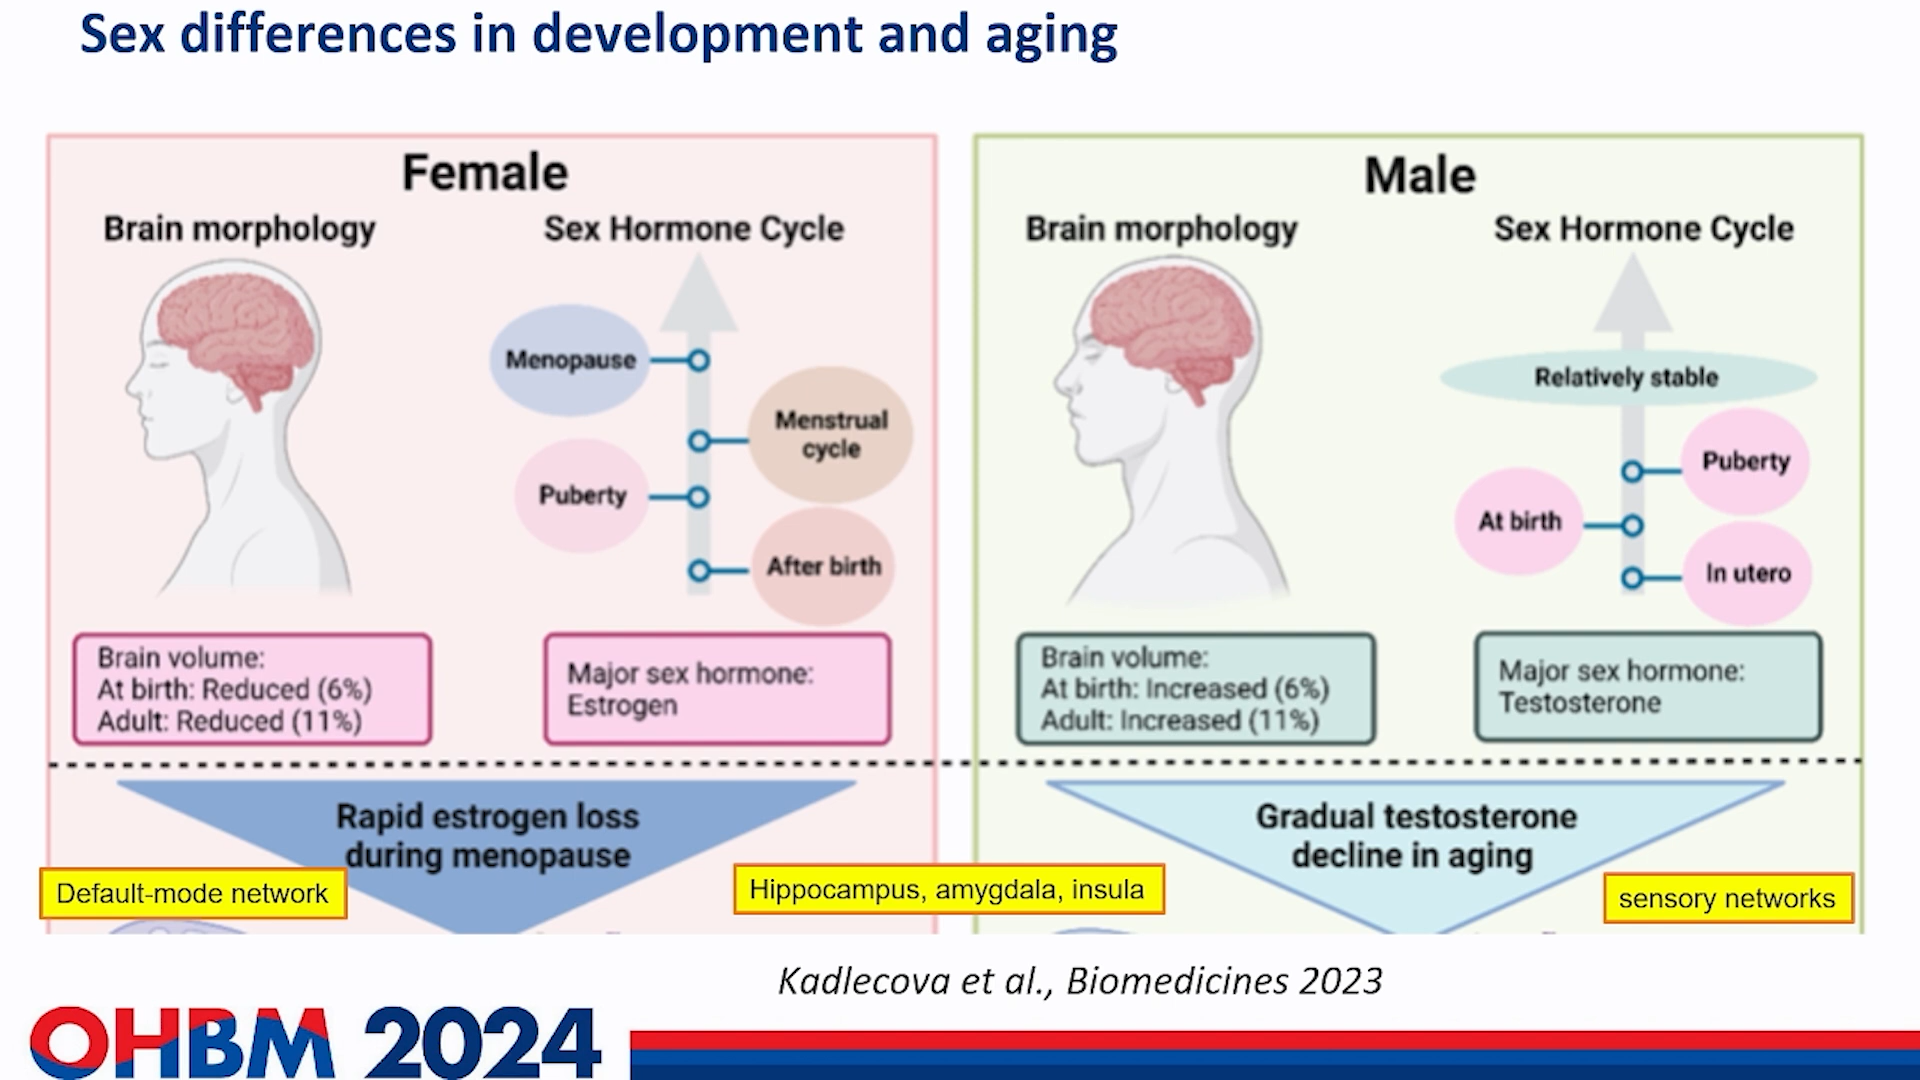 Sex differences in development and aging
Female
Brain morphology
Sex Hormone Cycle
Menopause
Menstrual
cycle
Puberty
After birth
Brain volume:
At birth: Reduced (6%)
Adult: Reduced (11%)
Major sex hormone:
Estrogen
Rapid estrogen loss
during menopause
Male
Brain morphology
Sex Hormone Cycle
Relatively stable
Puberty
At birth
In utero
Brain volume:
At birth: Increased (6%)
Adult: Increased (11%)
Major sex hormone:
Testosterone
Gradual testosterone
decline in aging
Default-mode network
Hippocampus, amygdala, insula
sensory networks
Kadlecova et al., Biomedicines 2023
OHBM 2024